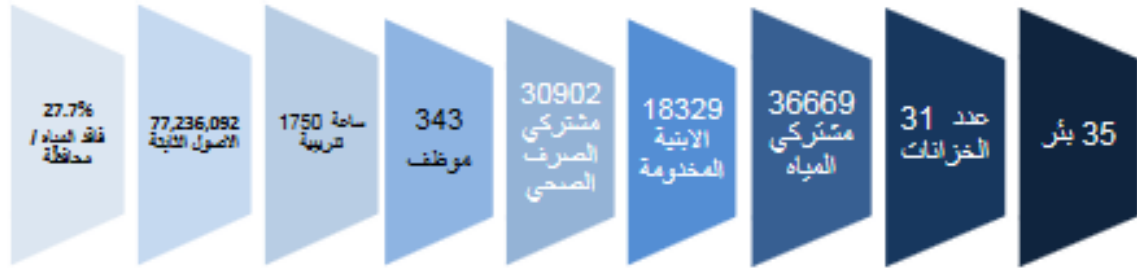 35 بئر
عدد 31
الخزانات
36669
مشتركي
المياه
18329
الابنية
المخدومة
30902
مشتركي
الصرف
الصحي
343
موظف
1750 ساعة
تدريبية
77,236,092
الاصول الثابتة
27.7%
فاقد المياه /
محافظة